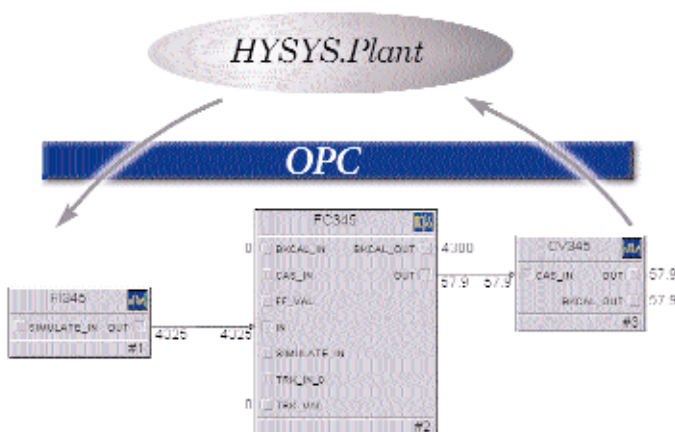 HYSYS.Plant
OPC
FI345
SIMULATE_IN OUT
#1
4325
4325
FC345
0
BKCAL_IN BKCAL_OUT
4300
CAS_IN OUT
57.9
FF_VAL
IN
SIMULATE_IN
TRK_IN_D
0
TRK_VAL
#2
57.9
CV345
CAS_IN OUT
57.9
BKCAL_OUT
57.9
#3